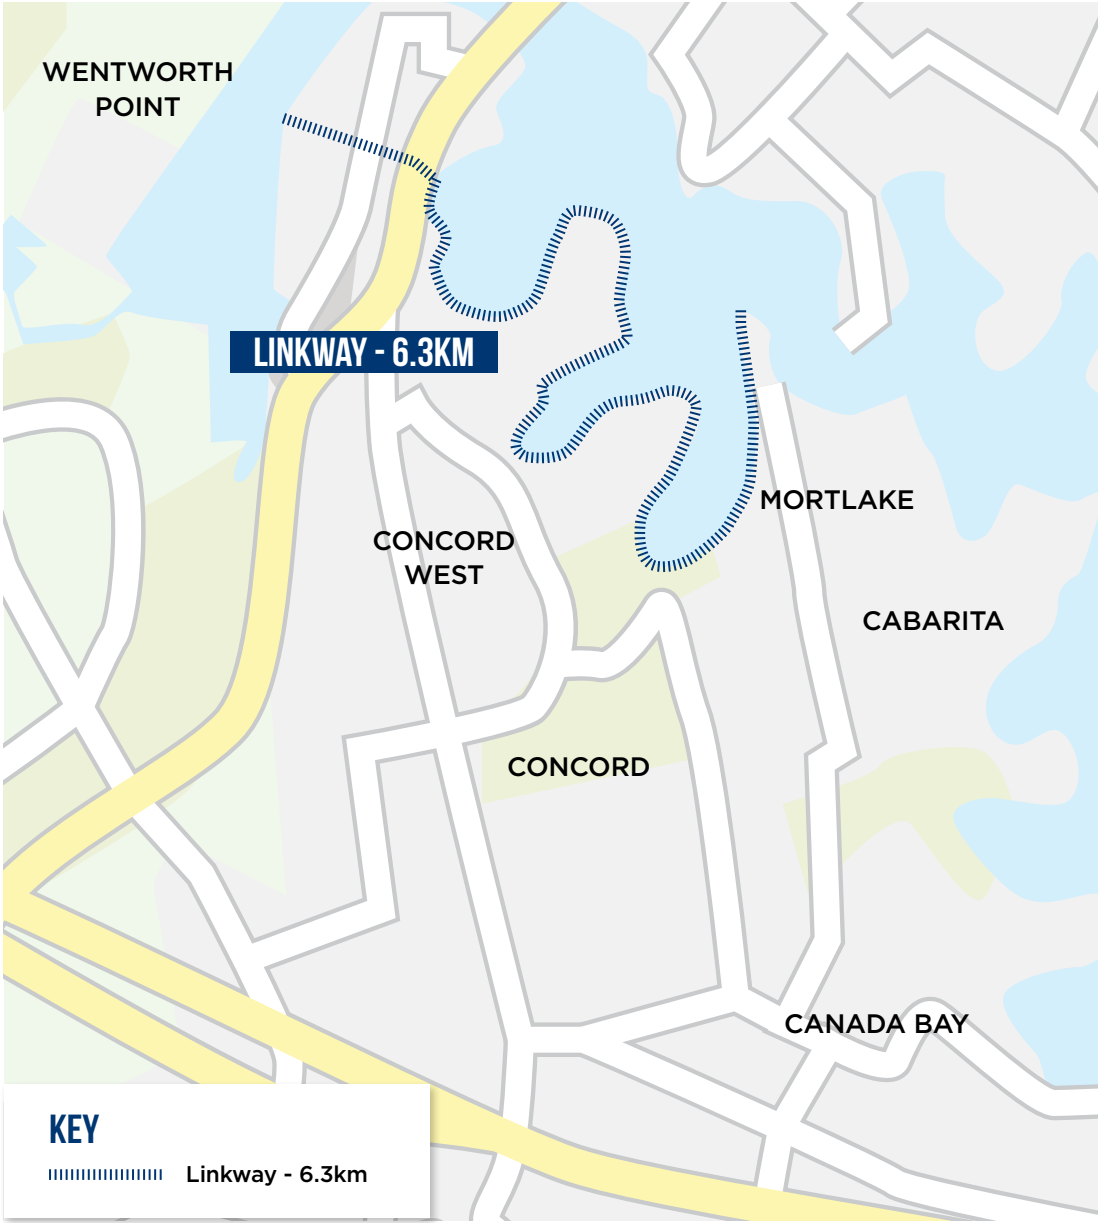 WENTWORTH
POINT
LINKWAY - 6.3KM
MORTLAKE
CONCORD
WEST
CABARITA
CONCORD
CANADA BAY
KEY
Linkway - 6.3km